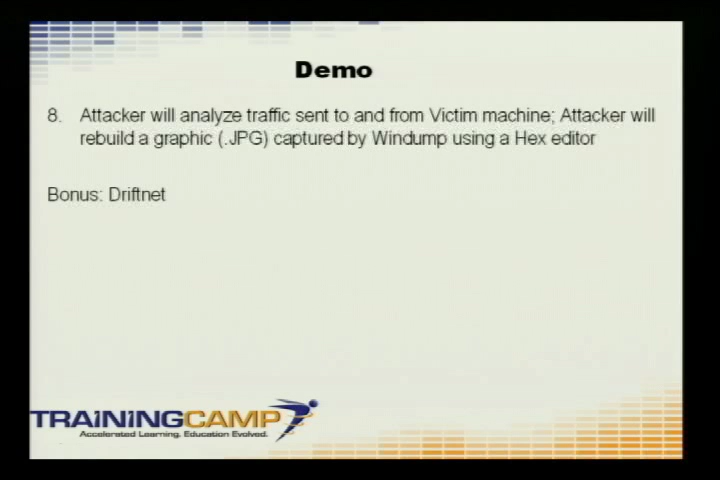 Demo
8. Attacker will analyze traffic sent to and from Victim machine; Attacker will
rebuild a graphic (.JPG) captured by Windump using a Hex editor
Bonus: Driftnet
TRAiNiNGCAMP
Accelerated Learning. Education Evolved.